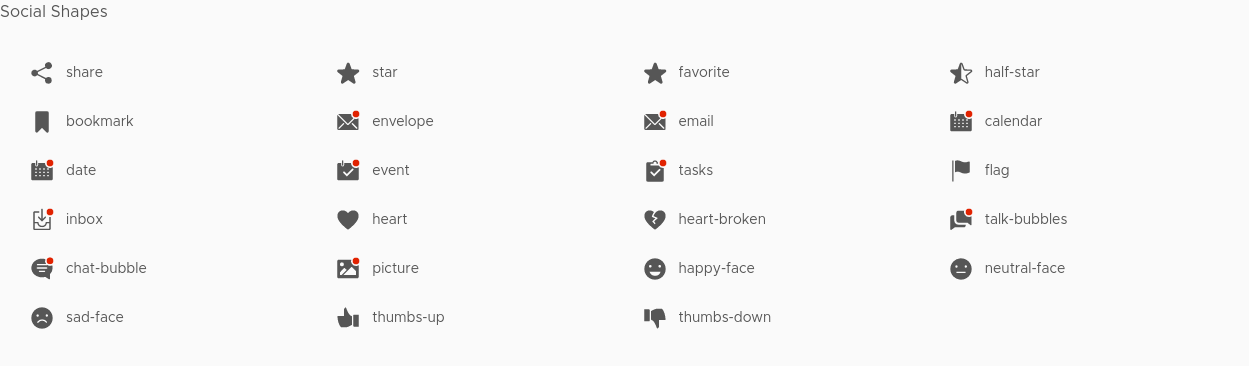 Social Shapes
share star favorite half-star
bookmark envelope email calendar
date event tasks flag
inbox heart heart-broken talk-bubbles
chat-bubble picture happy-face neutral-face
sad-face thumbs-up thumbs-down